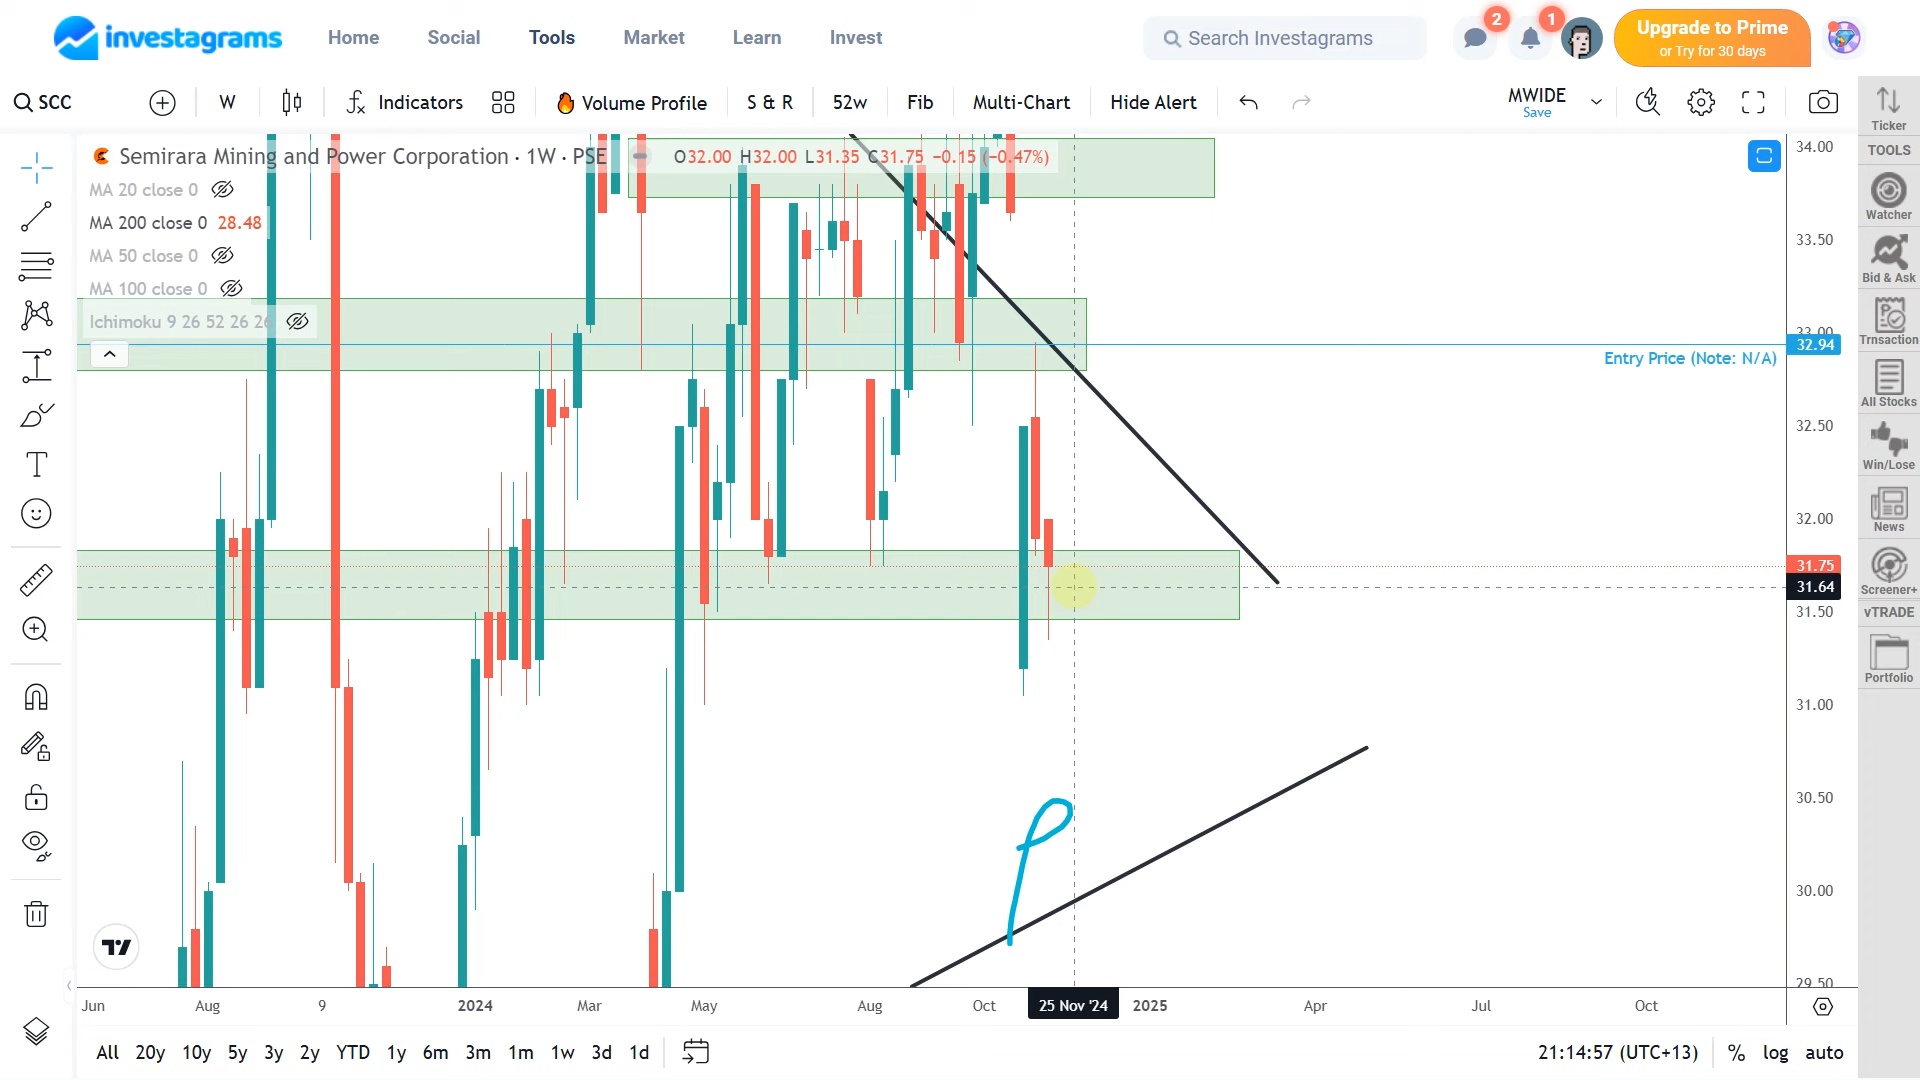 investagrams Home Social Tools Market Learn Invest Search Investagrams 2 1 Upgrade to Prime
or Try for 30 days
SCC W Indicators Volume Profile S & R 52w Fib Multi-Chart Hide Alert MWIDE
Save
Semirara Mining and Power Corporation · 1W · PSE O32.00 H32.00 L31.35 C31.75 −0.15 (−0.47%)
MA 20 close 0
MA 200 close 0 28.48
MA 50 close 0
MA 100 close 0
Ichimoku 9 26 52 26 26
Entry Price (Note: N/A)
34.00
33.50
33.00
32.94
32.50
32.00
31.75
31.64
31.50
31.00
30.50
30.00
29.50
Ticker
TOOLS
Watcher
Bid & Ask
Trnsaction
All Stocks
Win/Lose
News
Screener+
vTRADE
Portfolio
Jun Aug 9 2024 Mar May Aug Oct 25 Nov '24 2025 Apr Jul Oct
All 20y 10y 5y 3y 2y YTD 1y 6m 3m 1m 1w 3d 1d 21:14:57 (UTC+13) % log auto